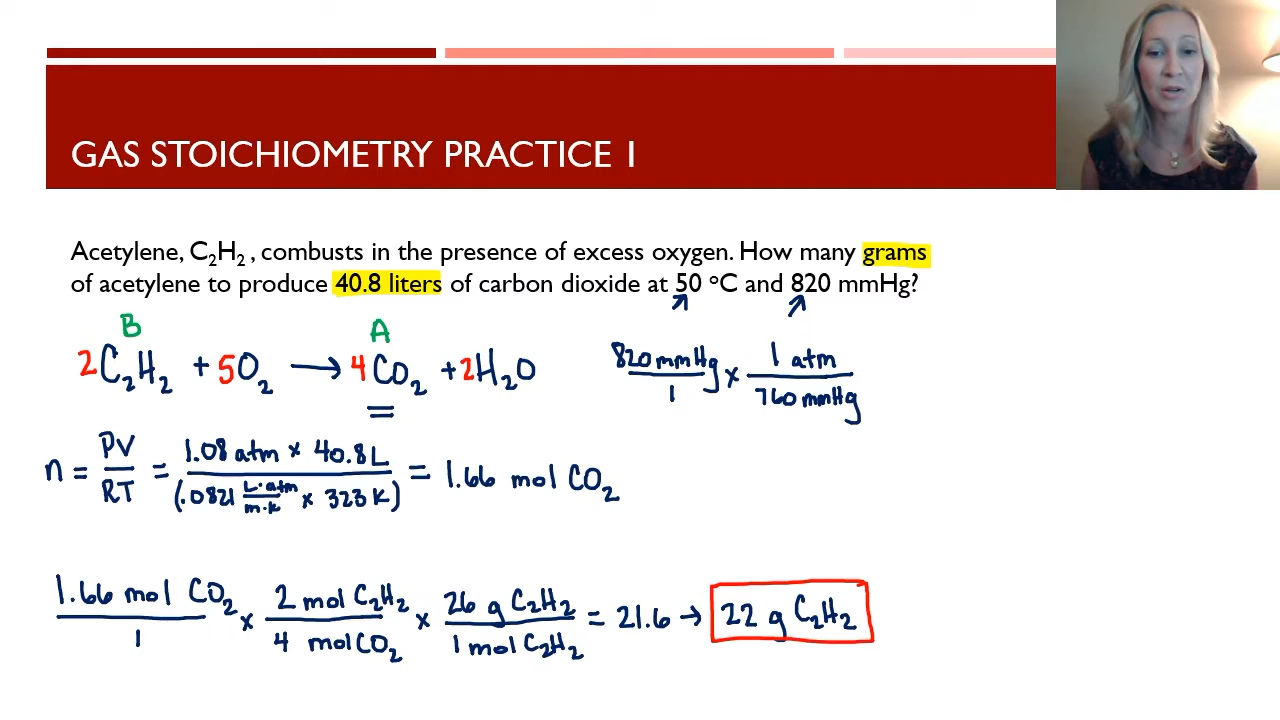 GAS STOICHIOMETRY PRACTICE 1
Acetylene, C₂H₂ , combusts in the presence of excess oxygen. How many grams
of acetylene to produce 40.8 liters of carbon dioxide at 50 °C and 820 mmHg?
B A
2C₂H₂ + 5O₂ → 4CO₂ + 2H₂O
820 mmHg / 1 × 1 atm / 760 mmHg
n = PV / RT = 1.08 atm × 40.8 L / (.0821 L·atm / m·K × 323 K) = 1.66 mol CO₂
1.66 mol CO₂ / 1 × 2 mol C₂H₂ / 4 mol CO₂ × 26 g C₂H₂ / 1 mol C₂H₂ = 21.6 → 22 g C₂H₂